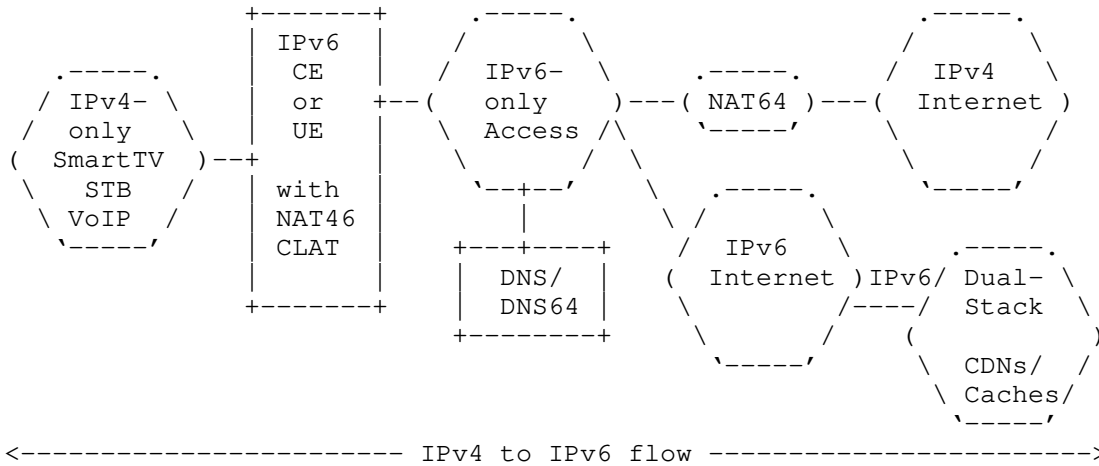 IPv6
CE
or
UE
with
NAT46
CLAT
IPv4-
only
SmartTV
STB
VoIP
IPv6-
only
Access
NAT64
IPv4
Internet
DNS/
DNS64
IPv6
Internet
IPv6
Dual-
Stack
CDNs/
Caches
IPv4 to IPv6 flow